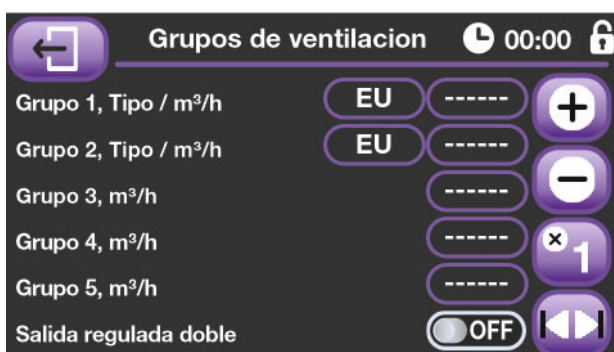 Grupos de ventilacion 00:00
Grupo 1, Tipo / m³/h EU ------
Grupo 2, Tipo / m³/h EU ------
Grupo 3, m³/h ------
Grupo 4, m³/h ------
Grupo 5, m³/h ------
×1
Salida regulada doble OFF